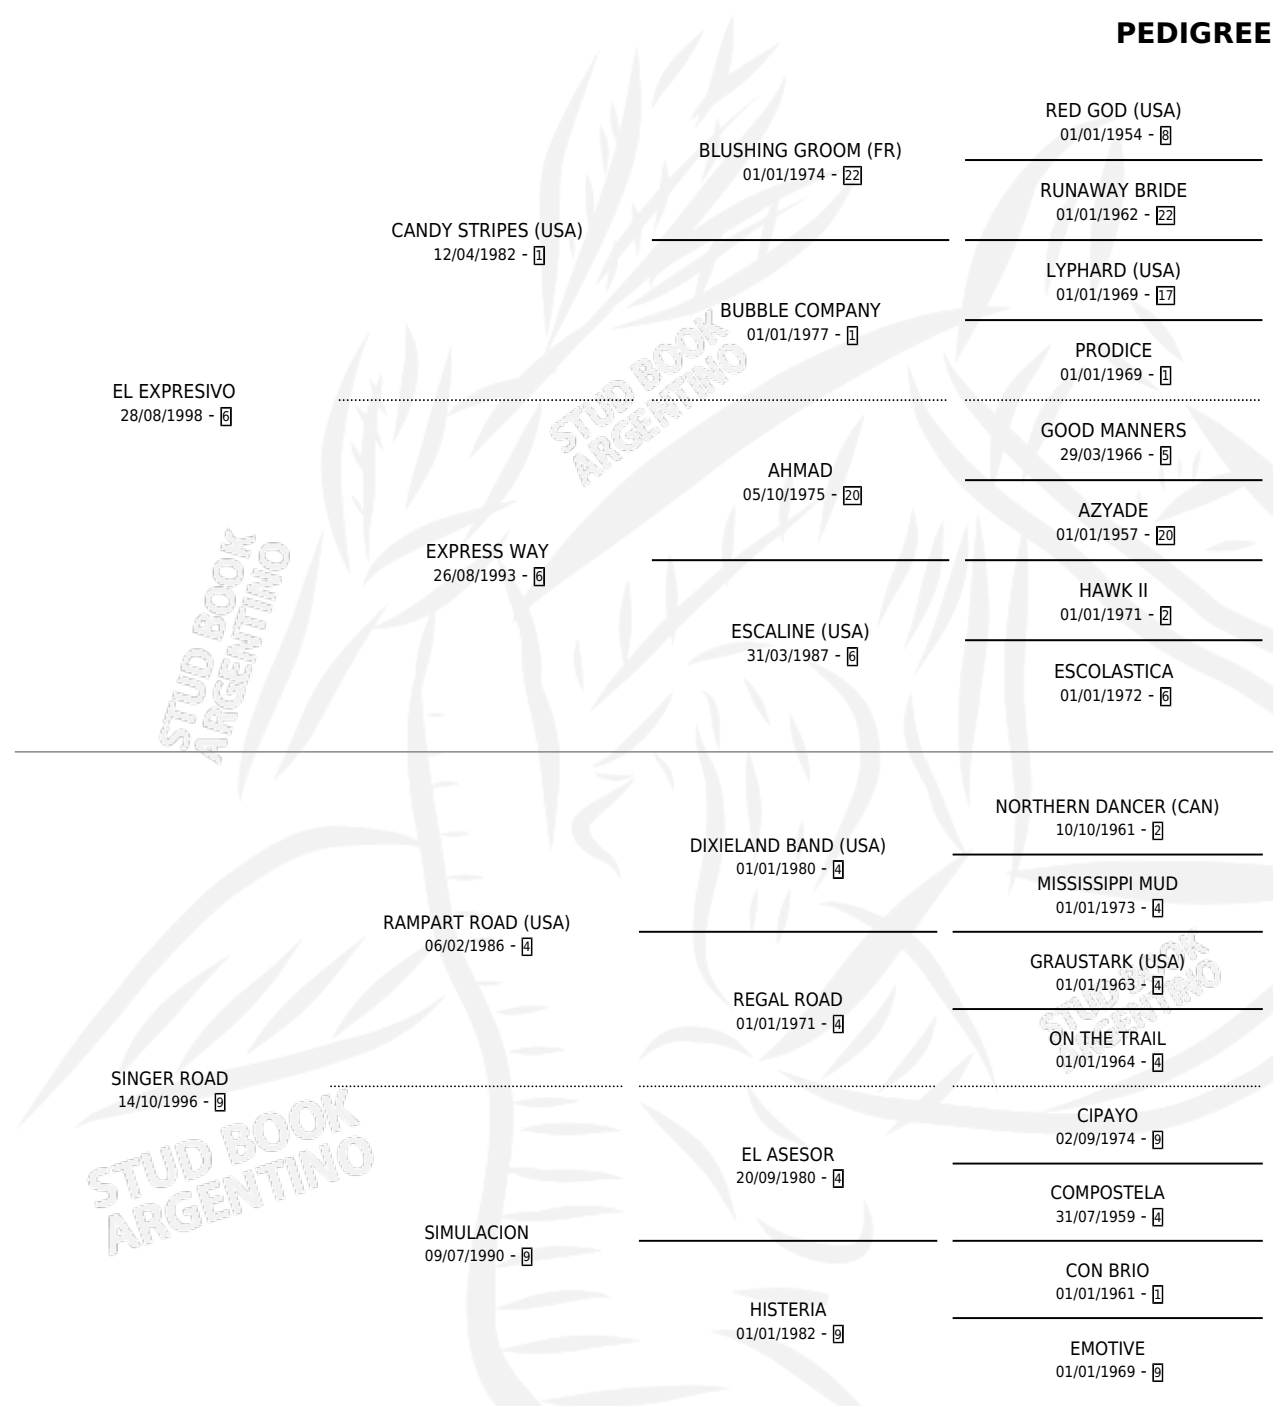 PEDIGREE
RED GOD (USA)
01/01/1954 - 8
BLUSHING GROOM (FR)
01/01/1974 - 22
RUNAWAY BRIDE
01/01/1962 - 22
CANDY STRIPES (USA)
12/04/1982 - 1
LYPHARD (USA)
01/01/1969 - 17
BUBBLE COMPANY
01/01/1977 - 1
PRODICE
01/01/1969 - 1
EL EXPRESIVO
28/08/1998 - 6
GOOD MANNERS
29/03/1966 - 5
AHMAD
05/10/1975 - 20
AZYADE
01/01/1957 - 20
EXPRESS WAY
26/08/1993 - 6
HAWK II
01/01/1971 - 2
ESCALINE (USA)
31/03/1987 - 6
ESCOLASTICA
01/01/1972 - 6
STUD BOOK
ARGENTINO
STUD BOOK
ARGENTINO
NORTHERN DANCER (CAN)
10/10/1961 - 2
DIXIELAND BAND (USA)
01/01/1980 - 4
MISSISSIPPI MUD
01/01/1973 - 4
RAMPART ROAD (USA)
06/02/1986 - 4
GRAUSTARK (USA)
01/01/1963 - 4
REGAL ROAD
01/01/1971 - 4
ON THE TRAIL
01/01/1964 - 4
SINGER ROAD
14/10/1996 - 9
CIPAYO
02/09/1974 - 9
EL ASESOR
20/09/1980 - 4
COMPOSTELA
31/07/1959 - 4
SIMULACION
09/07/1990 - 9
CON BRIO
01/01/1961 - 1
HISTERIA
01/01/1982 - 9
EMOTIVE
01/01/1969 - 9
STUD BOOK
ARGENTINO
STUD BOOK
ARGENTINO